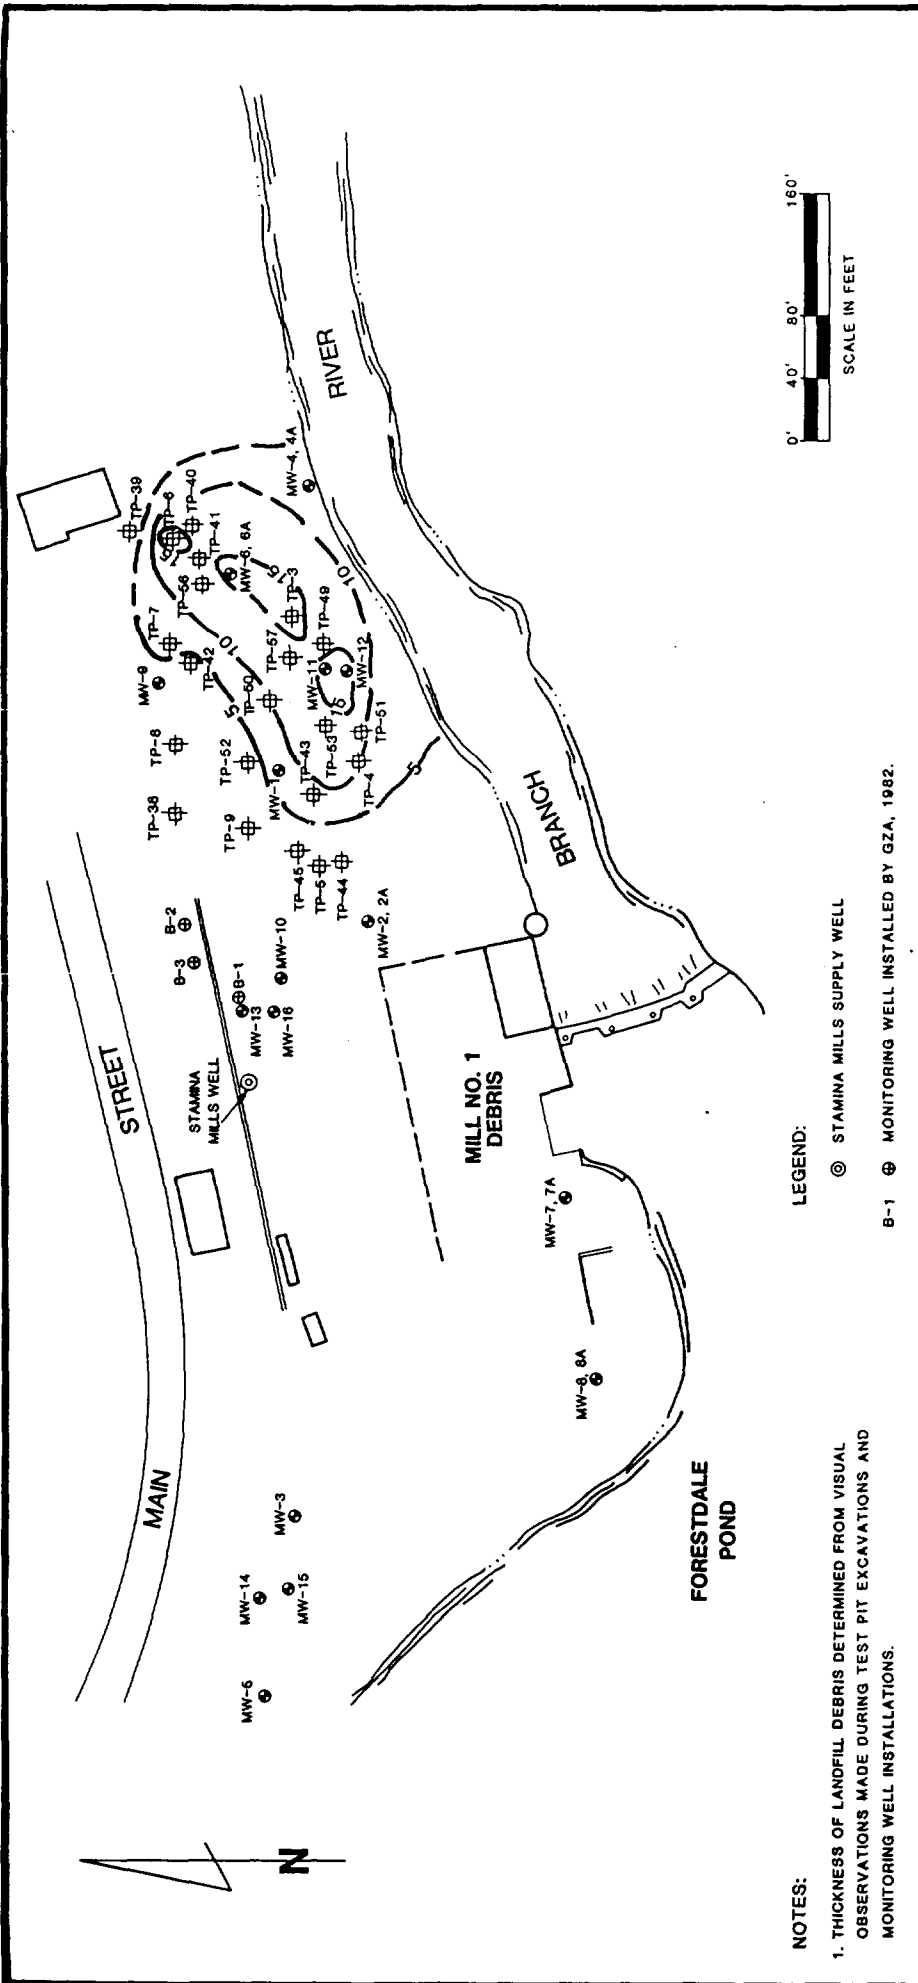 MAIN
STREET
STAMINA
MILLS WELL
B-2
B-3
B-1
MW-13
MW-16
MW-10
TP-38
TP-8
MW-9
TP-7
TP-39
TP-6
TP-40
TP-41
TP-56
TP-42
TP-9
TP-52
MW-1
TP-50
TP-57
MW-6, 6A
TP-3
TP-49
MW-11
MW-12
MW-4, 4A
TP-43
TP-53
TP-51
TP-4
TP-45
TP-5
TP-44
MW-2, 2A
5
5
5
10
10
15
15
RIVER
BRANCH
MILL NO. 1
DEBRIS
MW-7, 7A
MW-8, 8A
MW-3
MW-14
MW-15
MW-6
FORESTDALE
POND
N
0' 40' 80' 160'
SCALE IN FEET
NOTES:
1. THICKNESS OF LANDFILL DEBRIS DETERMINED FROM VISUAL
OBSERVATIONS MADE DURING TEST PIT EXCAVATIONS AND
MONITORING WELL INSTALLATIONS.
LEGEND:
STAMINA MILLS SUPPLY WELL
B-1 MONITORING WELL INSTALLED BY GZA, 1982.